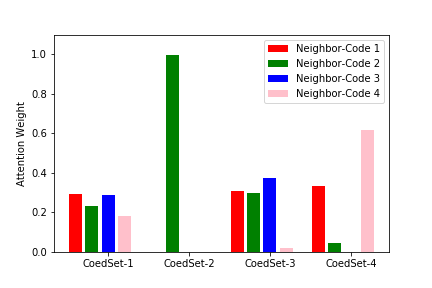 Neighbor-Code 1
Neighbor-Code 2
Neighbor-Code 3
Neighbor-Code 4
Attention Weight
1.0
0.8
0.6
0.4
0.2
0.0
CoedSet-1 CoedSet-2 CoedSet-3 CoedSet-4